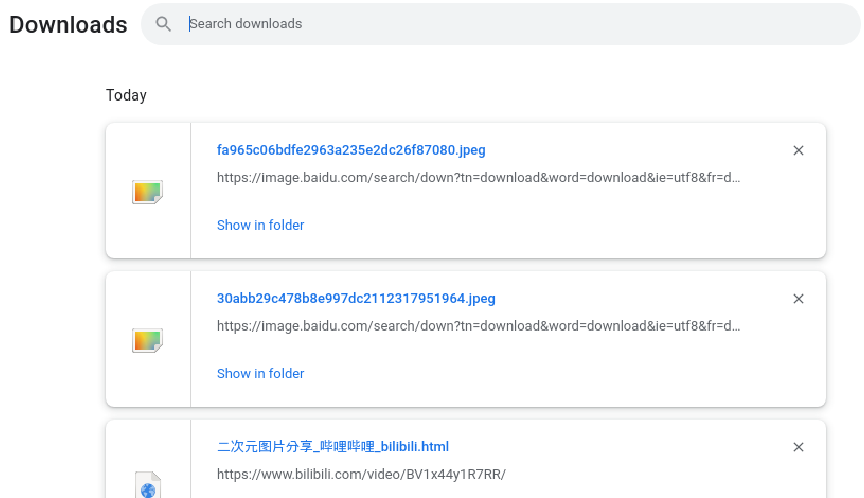 Downloads
Search downloads
Today
fa965c06bdfe2963a235e2dc26f87080.jpeg
https://image.baidu.com/search/down?tn=download&word=download&ie=utf8&fr=d...
Show in folder
30abb29c478b8e997dc2112317951964.jpeg
https://image.baidu.com/search/down?tn=download&word=download&ie=utf8&fr=d...
Show in folder
二次元图片分享_哔哩哔哩_bilibili.html
https://www.bilibili.com/video/BV1x44y1R7RR/